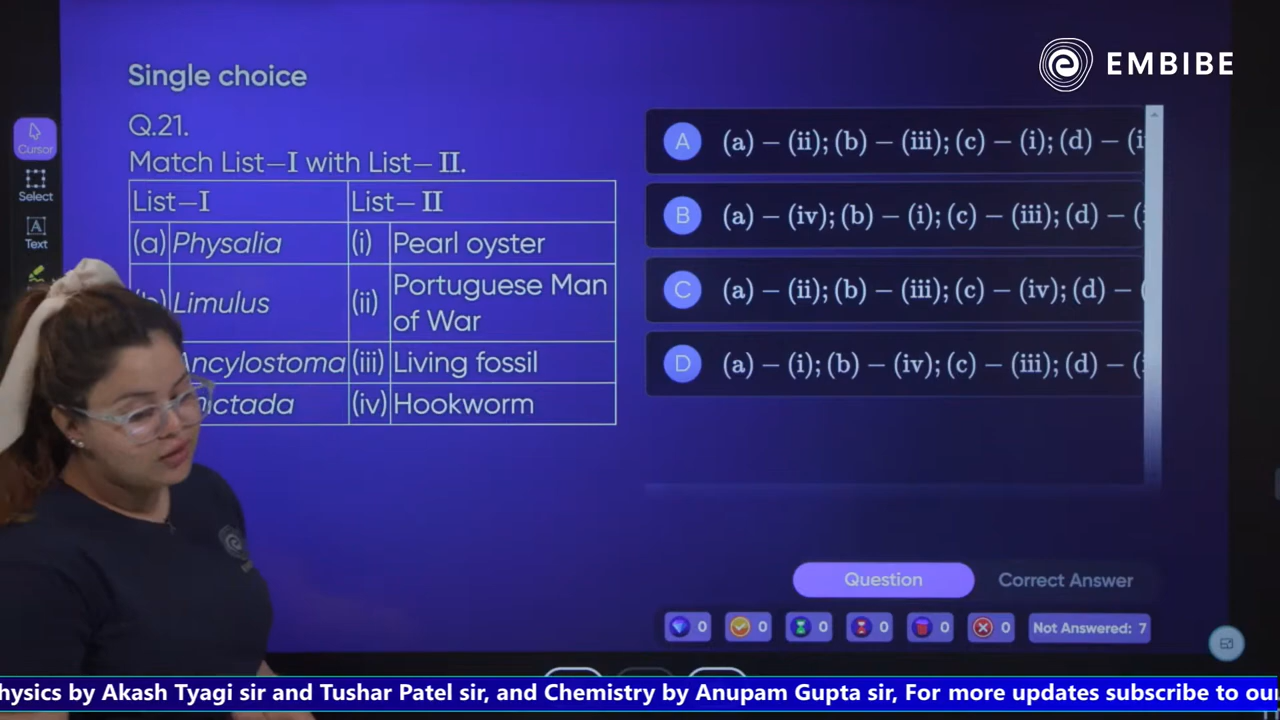 EMBIBE
Single choice
Q.21.
Match List–I with List– II.
List–I List– II
(a) Physalia (i) Pearl oyster
(b) Limulus (ii) Portuguese Man
of War
Ancylostoma (iii) Living fossil
(iv) Hookworm
A (a) – (ii); (b) – (iii); (c) – (i); (d) –
B (a) – (iv); (b) – (i); (c) – (iii); (d) –
C (a) – (ii); (b) – (iii); (c) – (iv); (d) –
D (a) – (i); (b) – (iv); (c) – (iii); (d) –
Cursor
Select
Text
Question Correct Answer
0 0 0 0 0 0 Not Answered: 7
hysics by Akash Tyagi sir and Tushar Patel sir, and Chemistry by Anupam Gupta sir, For more updates subscribe to ou